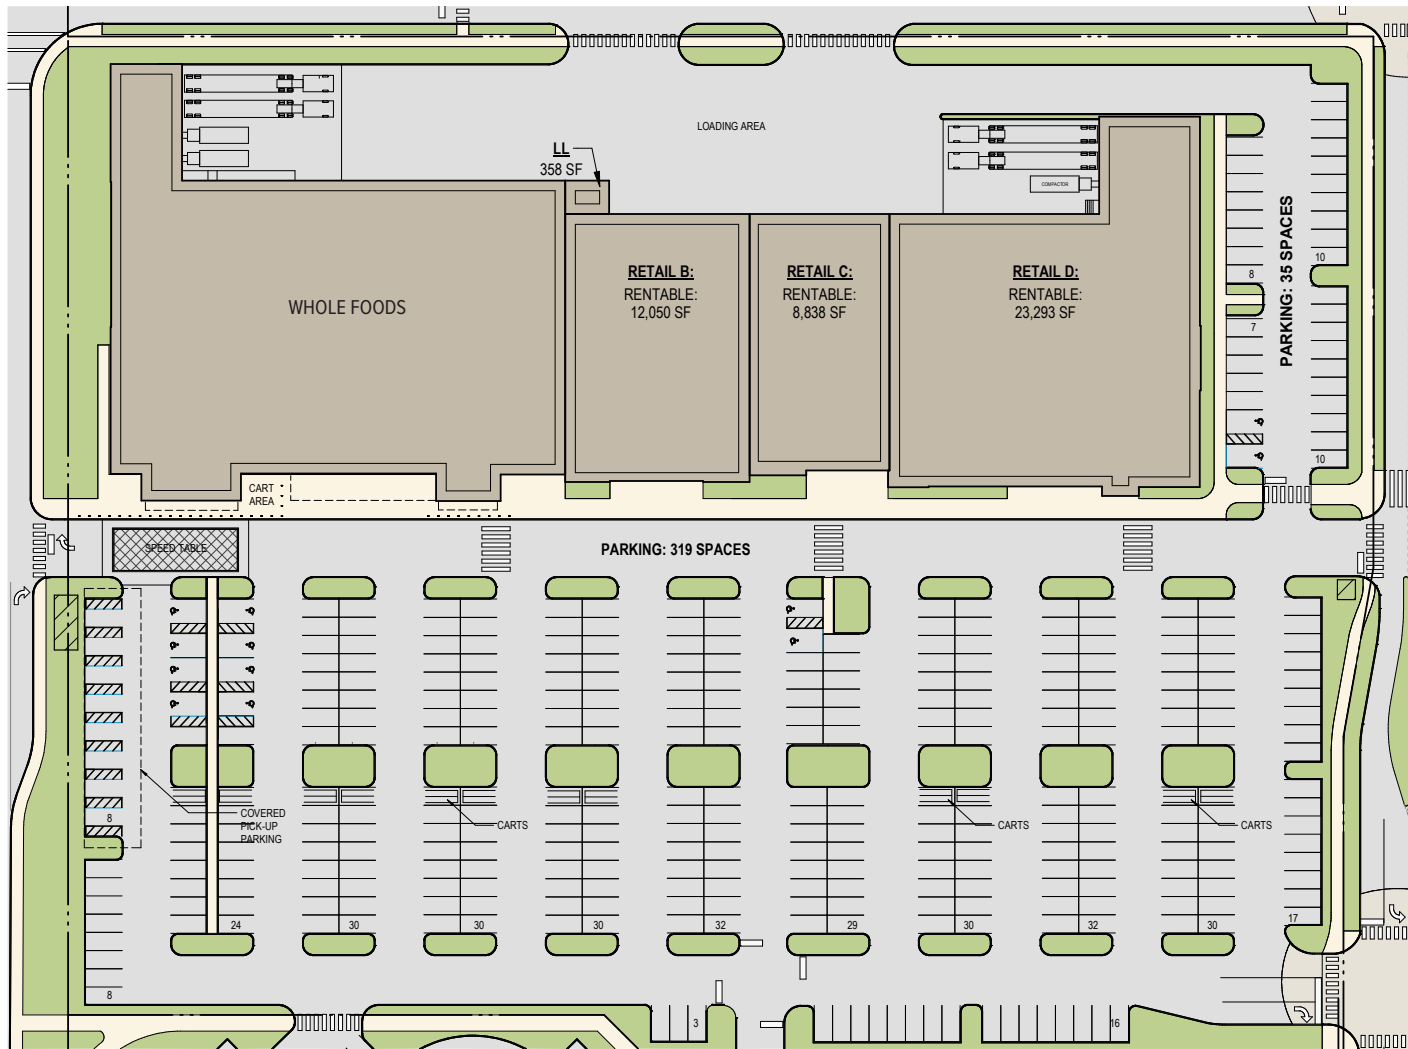 LOADING AREA
LL
358 SF
COMPACTOR
WHOLE FOODS
RETAIL B:
RENTABLE:
12,050 SF
RETAIL C:
RENTABLE:
8,838 SF
RETAIL D:
RENTABLE:
23,293 SF
PARKING: 35 SPACES
10
8
7
10
CART
AREA
SPEED TABLE
PARKING: 319 SPACES
8
COVERED
PICK-UP
PARKING
CARTS
CARTS
CARTS
24
30
30
30
32
29
30
32
30
17
8
3
16